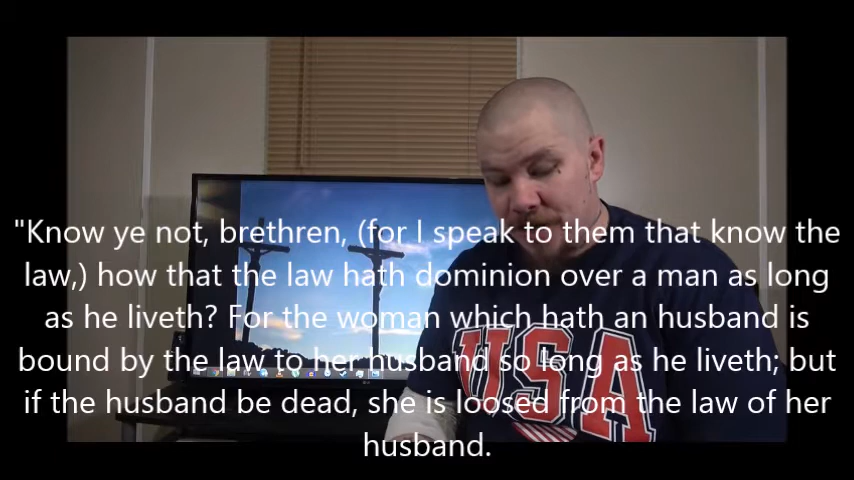 "Know ye not, brethren, (for I speak to them that know the
law,) how that the law hath dominion over a man as long
as he liveth? For the woman which hath an husband is
bound by the law to her husband so long as he liveth; but
if the husband be dead, she is loosed from the law of her
husband.
USA